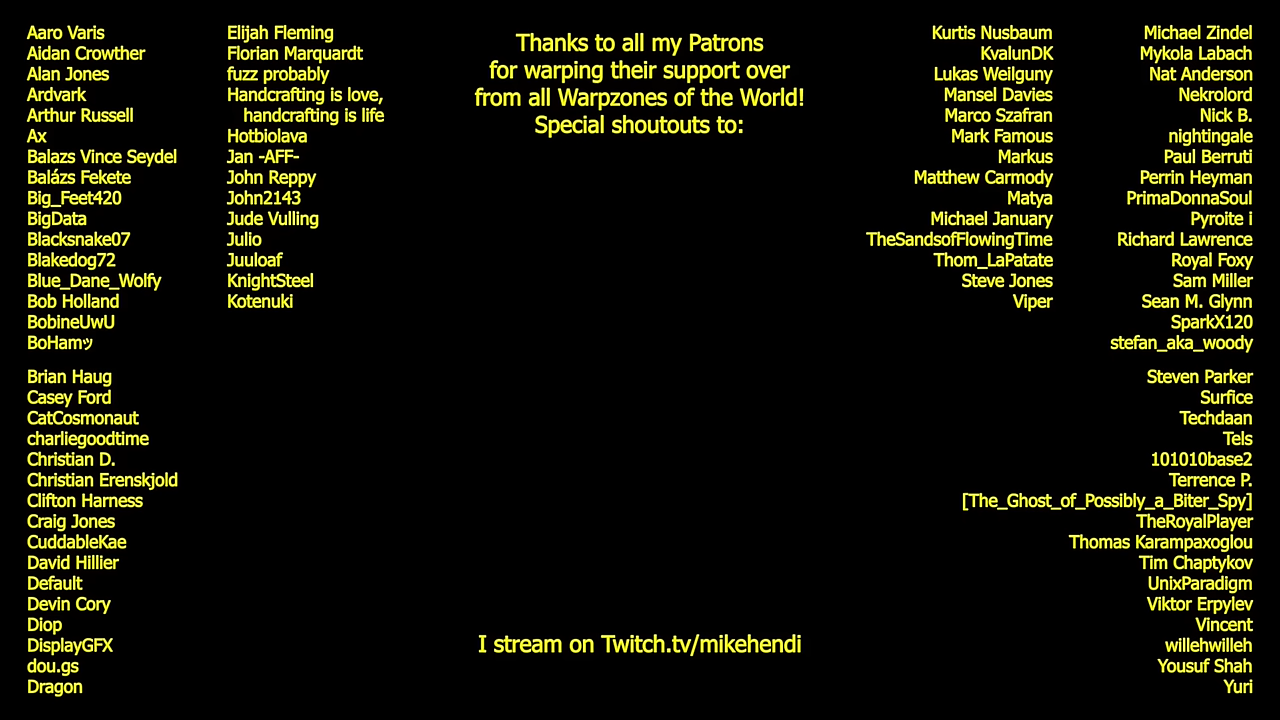 Aaro Varis
Aidan Crowther
Alan Jones
Ardvark
Arthur Russell
Ax
Balazs Vince Seydel
Balázs Fekete
Big_Feet420
BigData
Blacksnake07
Blakedog72
Blue_Dane_Wolfy
Bob Holland
BobineUwU
BoHamッ
Brian Haug
Casey Ford
CatCosmonaut
charliegoodtime
Christian D.
Christian Erenskjold
Clifton Harness
Craig Jones
CuddableKae
David Hillier
Default
Devin Cory
Diop
DisplayGFX
dou.gs
Dragon
Elijah Fleming
Florian Marquardt
fuzz probably
Handcrafting is love,
handcrafting is life
Hotbiolava
Jan -AFF-
John Reppy
John2143
Jude Vulling
Julio
Juuloaf
KnightSteel
Kotenuki
Thanks to all my Patrons
for warping their support over
from all Warpzones of the World!
Special shoutouts to:
I stream on Twitch.tv/mikehendi
Kurtis Nusbaum
KvalunDK
Lukas Weilguny
Mansel Davies
Marco Szafran
Mark Famous
Markus
Matthew Carmody
Matya
Michael January
TheSandsofFlowingTime
Thom_LaPatate
Steve Jones
Viper
Michael Zindel
Mykola Labach
Nat Anderson
Nekrolord
Nick B.
nightingale
Paul Berruti
Perrin Heyman
PrimaDonnaSoul
Pyroite i
Richard Lawrence
Royal Foxy
Sam Miller
Sean M. Glynn
SparkX120
stefan_aka_woody
Steven Parker
Surfice
Techdaan
Tels
101010base2
Terrence P.
[The_Ghost_of_Possibly_a_Biter_Spy]
TheRoyalPlayer
Thomas Karampaxoglou
Tim Chaptykov
UnixParadigm
Viktor Erpylev
Vincent
willehwilleh
Yousuf Shah
Yuri